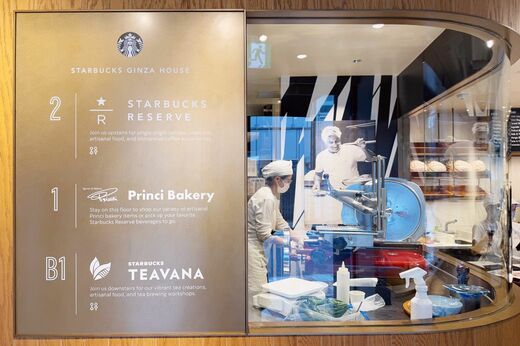 STARBUCKS GINZA HOUSE
2
R
STARBUCKS
RESERVE
Join us upstairs for single-origin coffees,
artisanal food, and immersive coffee experiences.
1
Princi Bakery
Stay on this floor to shop our variety of artisanal
Princi bakery items or pick up your favorite
Starbucks Reserve beverages to go.
B1
STARBUCKS
TEAVANA
Join us downstairs for our vibrant tea creations,
artisanal food, and tea brewing workshops.